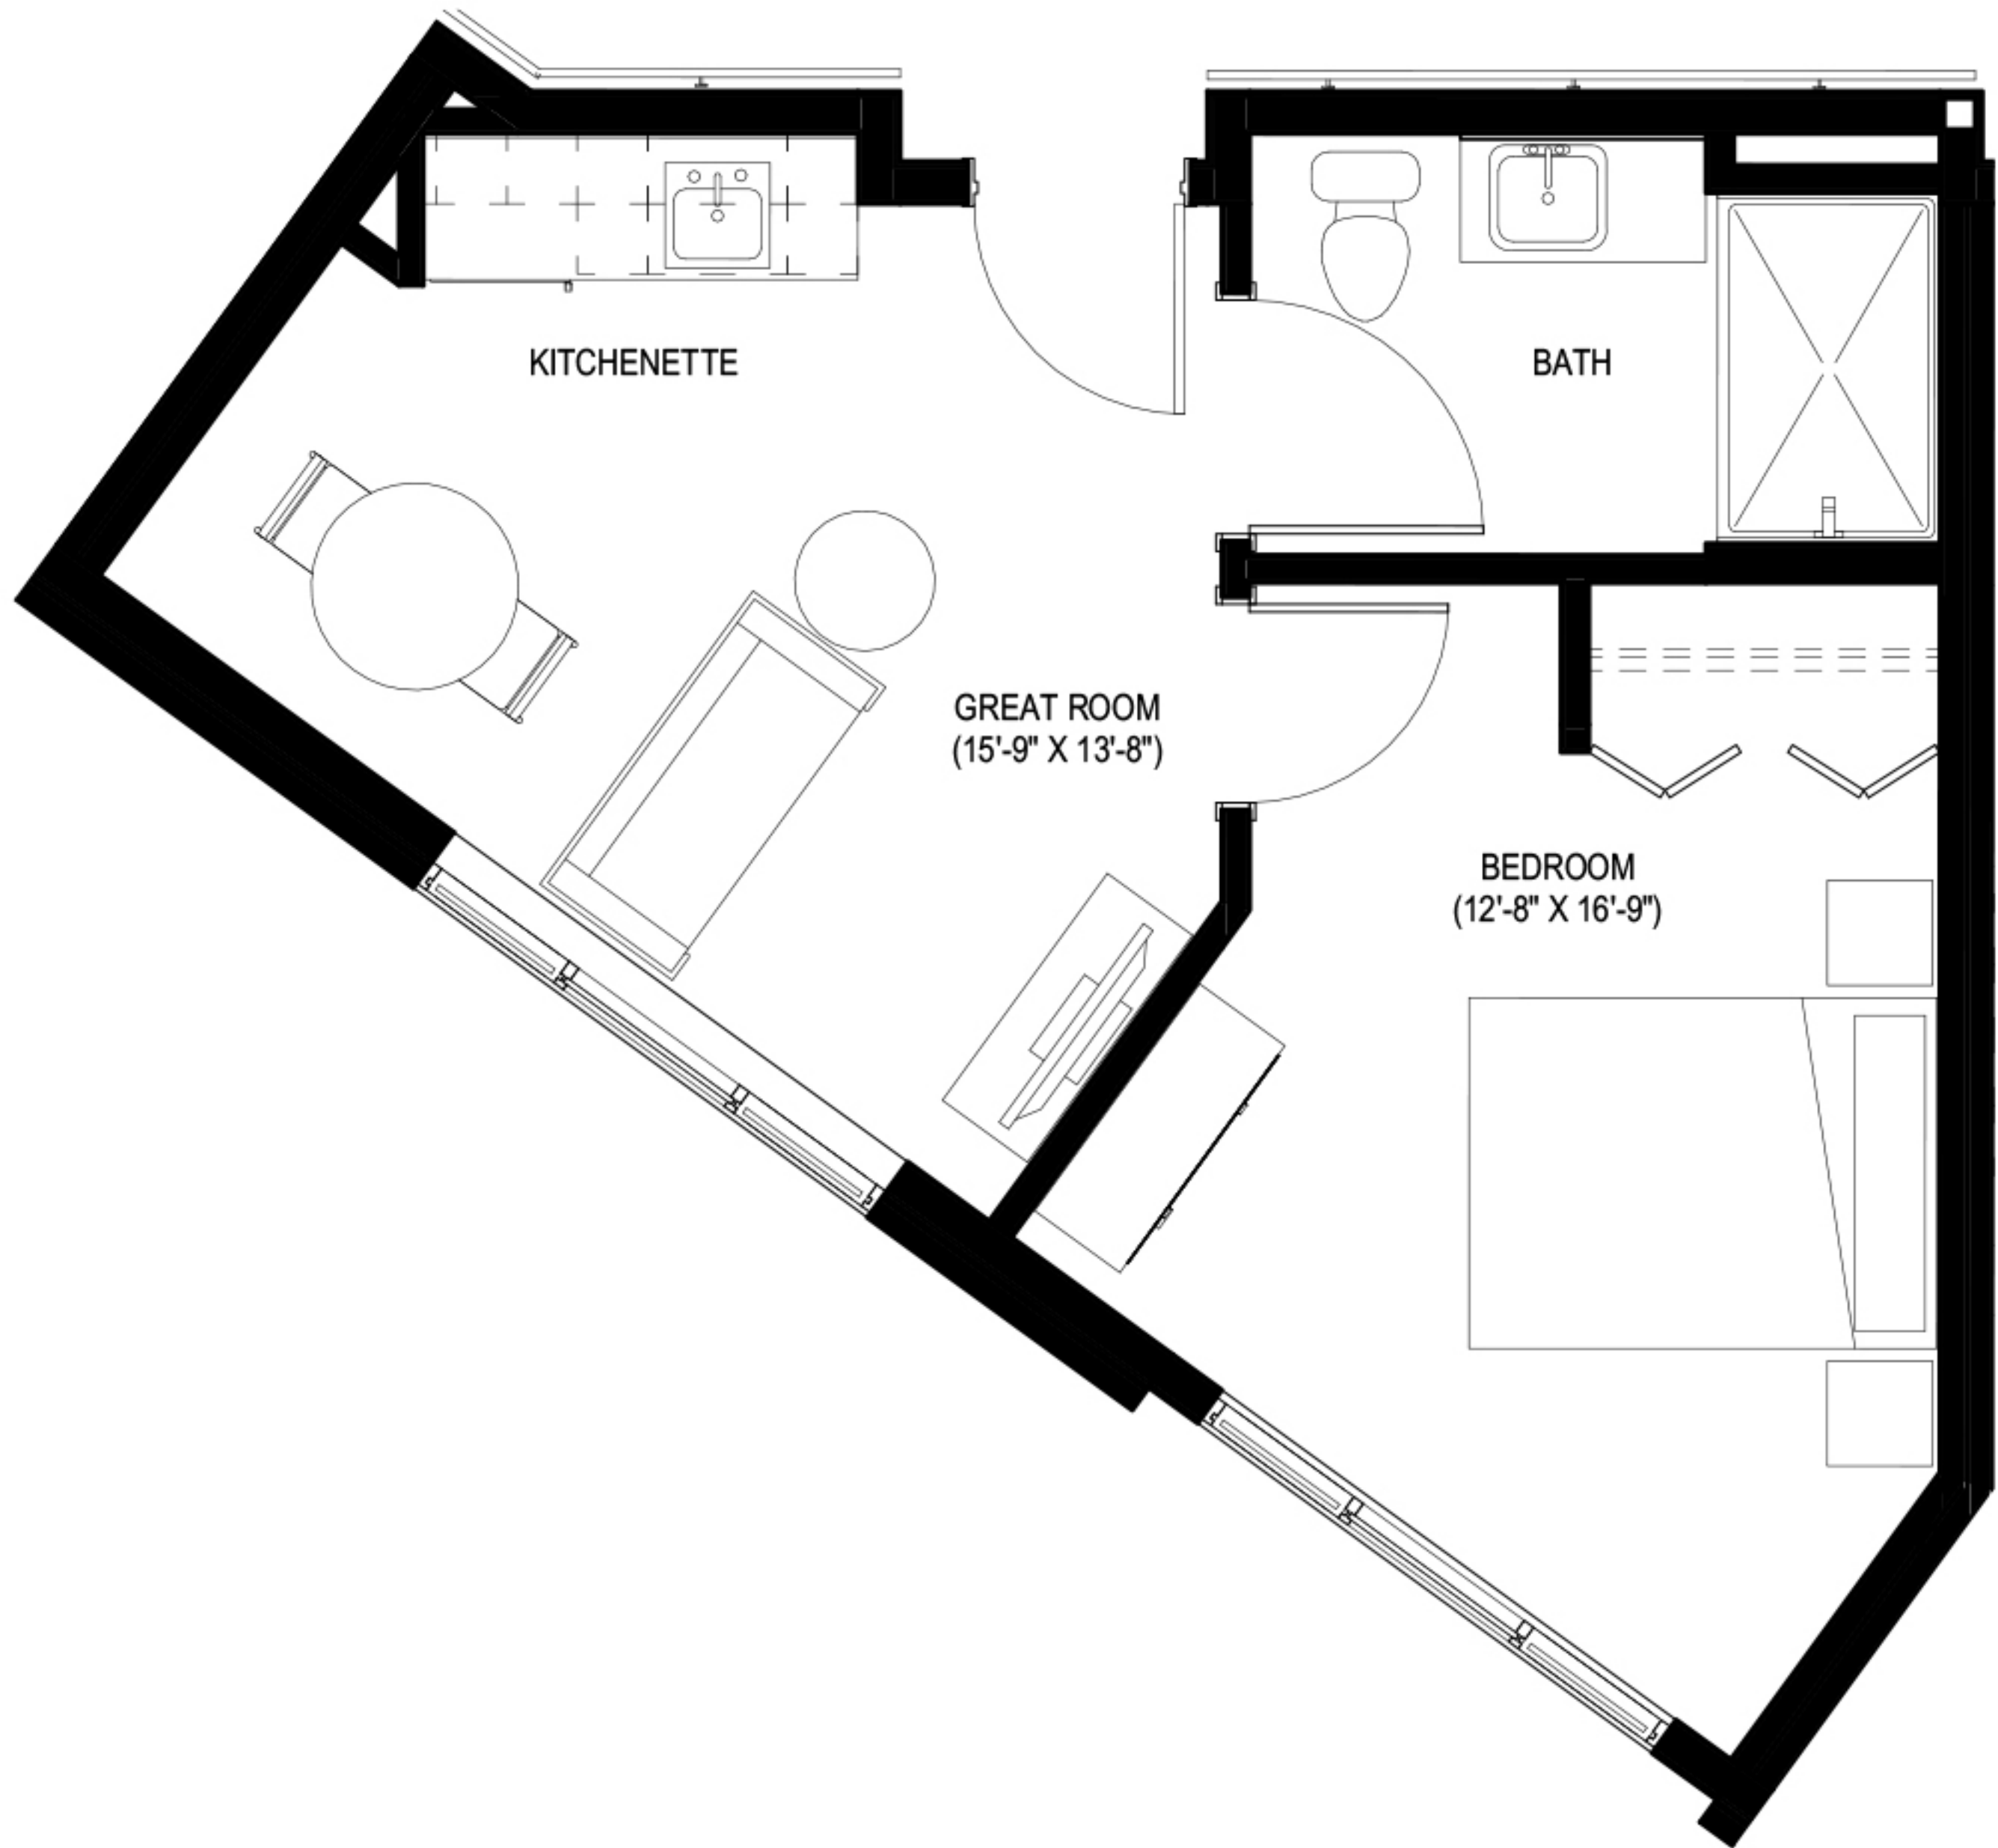 KITCHENETTE
BATH
GREAT ROOM
(15'-9" X 13'-8")
BEDROOM
(12'-8" X 16'-9")